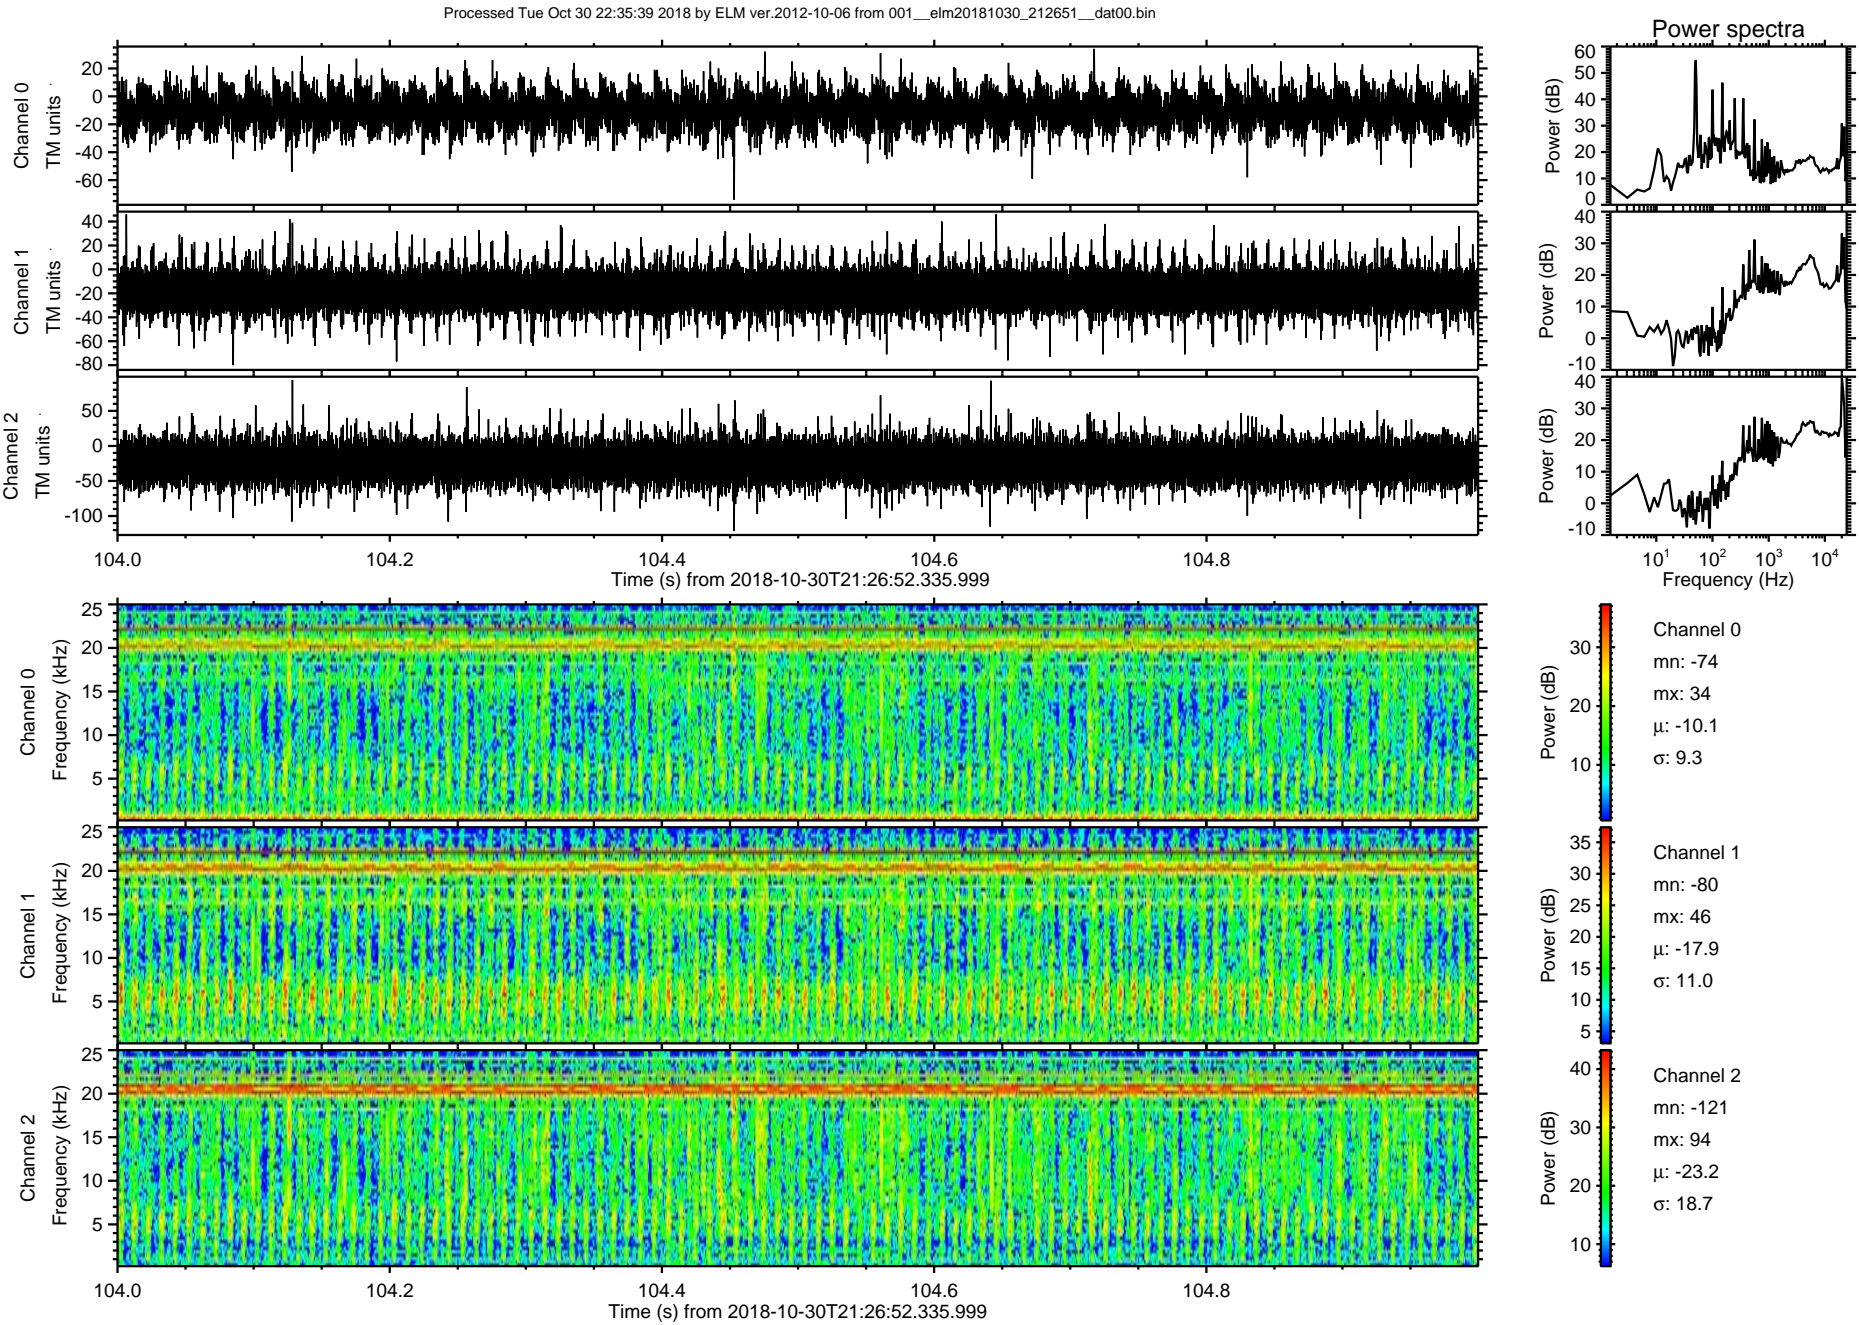 Processed Tue Oct 30 22:35:39 2018 by ELM ver.2012-10-06 from 001__elm20181030_212651__dat00.bin
Power spectra
Channel 0
TM units
20
0
-20
-40
-60
Power (dB)
60
50
40
30
20
10
0
Channel 1
TM units
40
20
0
-20
-40
-60
-80
Power (dB)
40
30
20
10
0
-10
Channel 2
TM units
50
0
-50
-100
Power (dB)
40
30
20
10
0
-10
104.0
104.2
104.4
104.6
104.8
Time (s) from 2018-10-30T21:26:52.335.999
10^1
10^2
10^3
10^4
Frequency (Hz)
Channel 0
Frequency (kHz)
25
20
15
10
5
Power (dB)
30
20
10
Channel 0
mn: -74
mx: 34
μ: -10.1
σ: 9.3
Channel 1
Frequency (kHz)
25
20
15
10
5
Power (dB)
35
30
25
20
15
10
5
Channel 1
mn: -80
mx: 46
μ: -17.9
σ: 11.0
Channel 2
Frequency (kHz)
25
20
15
10
5
Power (dB)
40
30
20
10
Channel 2
mn: -121
mx: 94
μ: -23.2
σ: 18.7
104.0
104.2
104.4
104.6
104.8
Time (s) from 2018-10-30T21:26:52.335.999